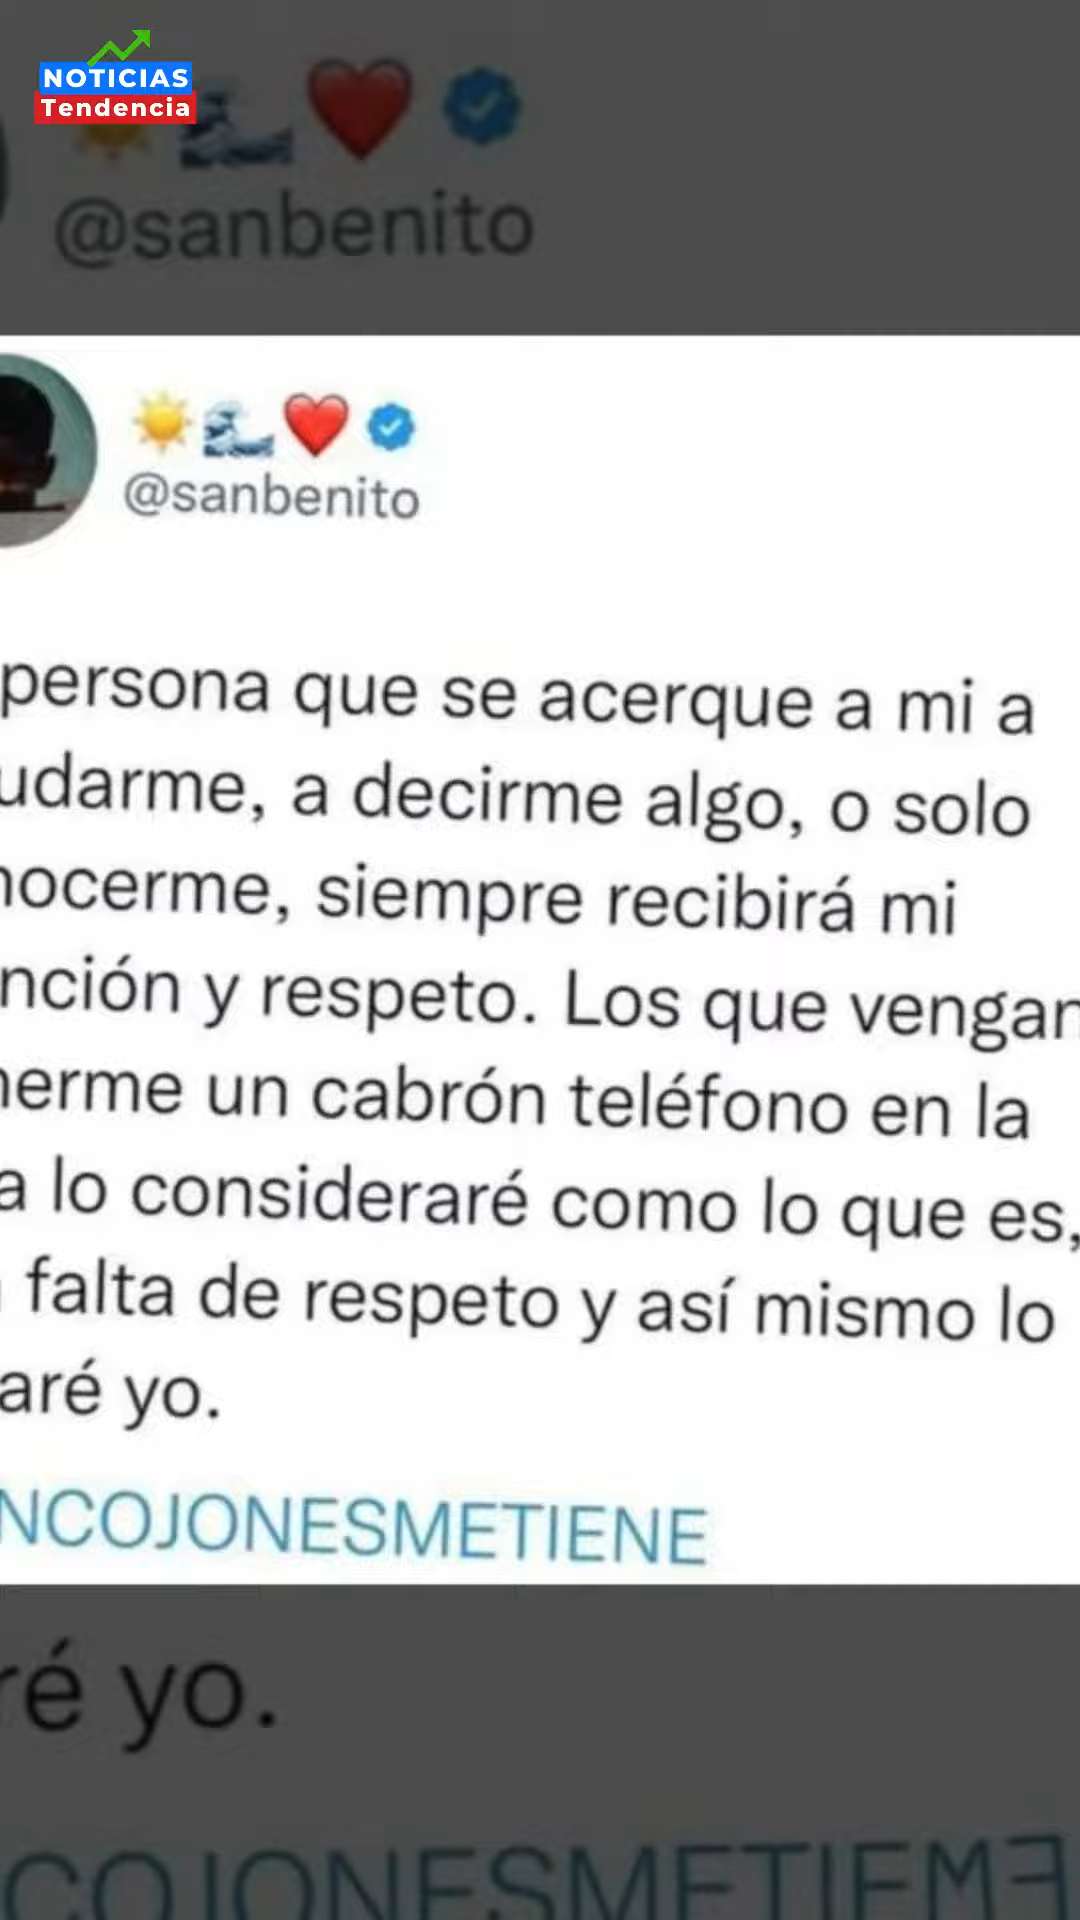 NOTICIAS
Tendencia
@sanbenito
@sanbenito
persona que se acerque a mi a
udarme, a decirme algo, o solo
nocerme, siempre recibirá mi
nción y respeto. Los que vengan
nerme un cabrón teléfono en la
a lo consideraré como lo que es,
falta de respeto y así mismo lo
aré yo.
NCOJONESMETIENE
ré yo.
COJONESMETIE